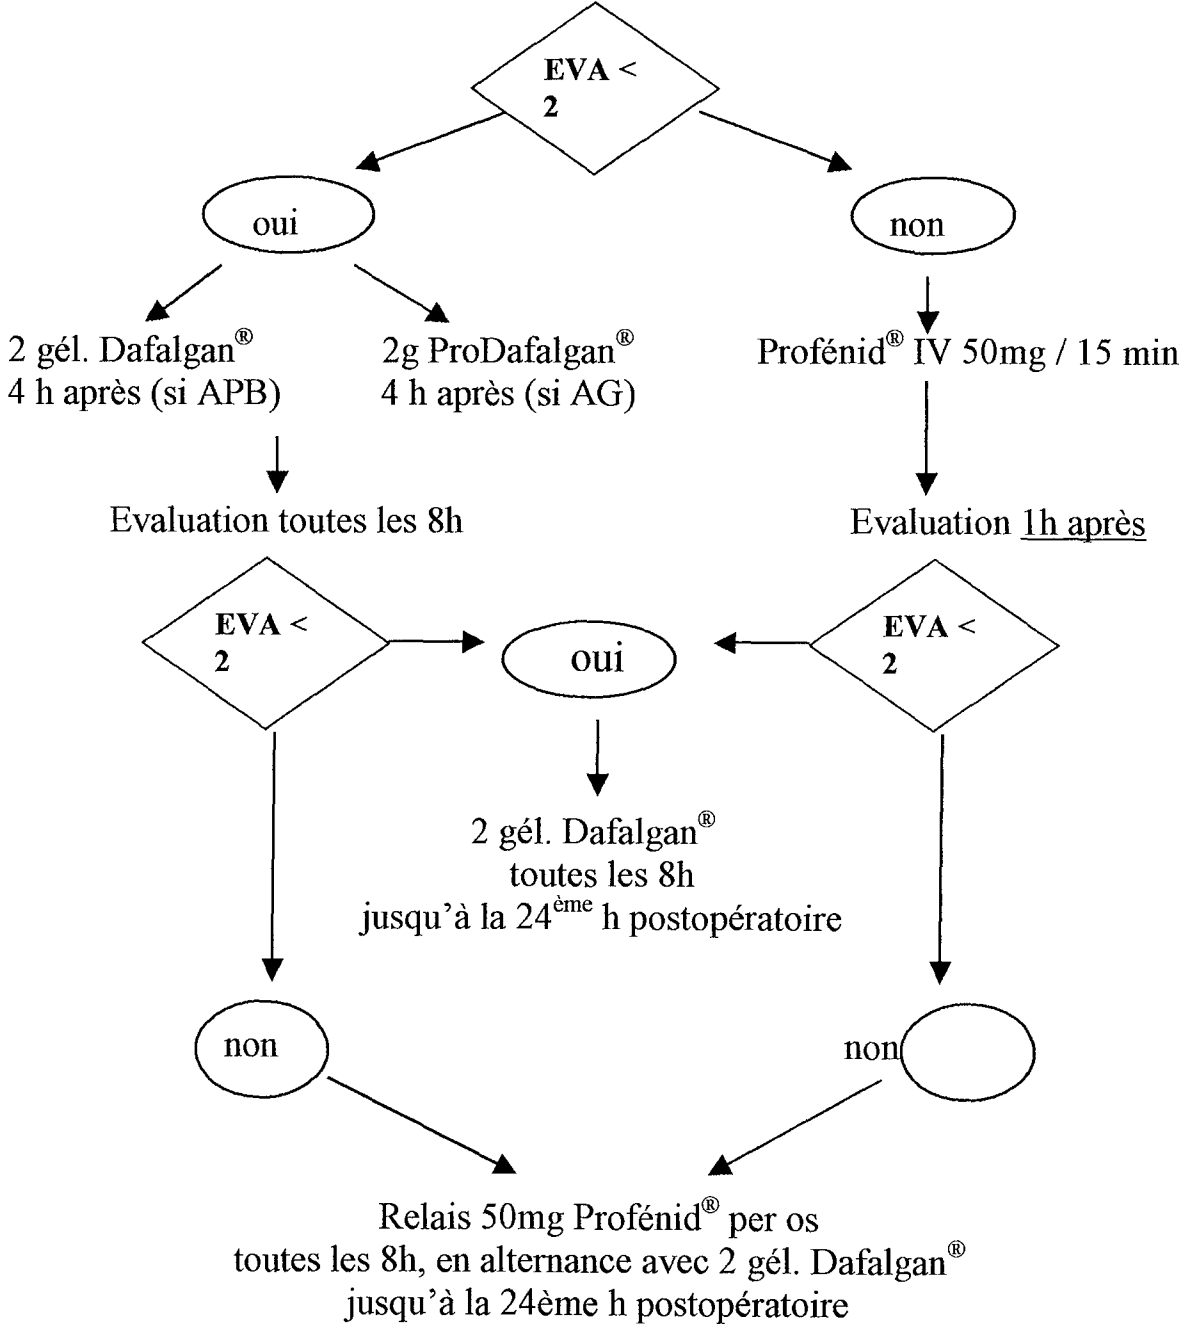 EVA <
2
oui
non
2 gél. Dafalgan®
4 h après (si APB)
2g ProDafalgan®
4 h après (si AG)
Profénid® IV 50mg / 15 min
Evaluation toutes les 8h
Evaluation 1h après
EVA <
2
oui
EVA <
2
2 gél. Dafalgan®
toutes les 8h
jusqu’à la 24ème h postopératoire
non
non
Relais 50mg Profénid® per os
toutes les 8h, en alternance avec 2 gél. Dafalgan®
jusqu’à la 24ème h postopératoire